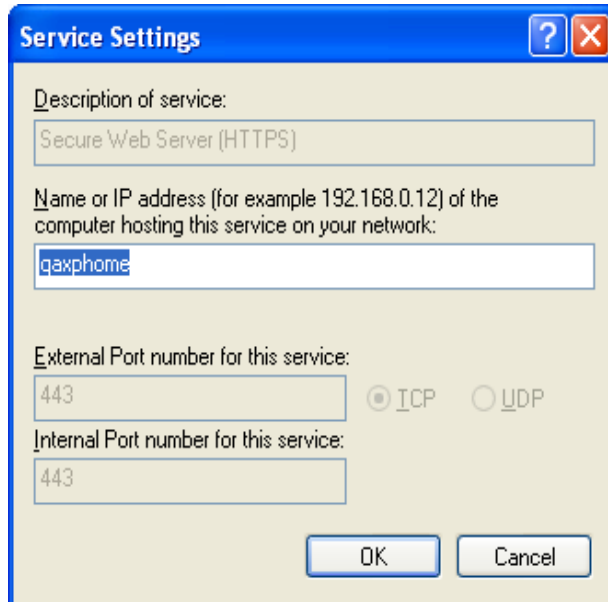 Service Settings
Description of service:
Secure Web Server (HTTPS)
Name or IP address (for example 192.168.0.12) of the
computer hosting this service on your network:
qaxphome
External Port number for this service:
443
TCP
UDP
Internal Port number for this service:
443
OK
Cancel